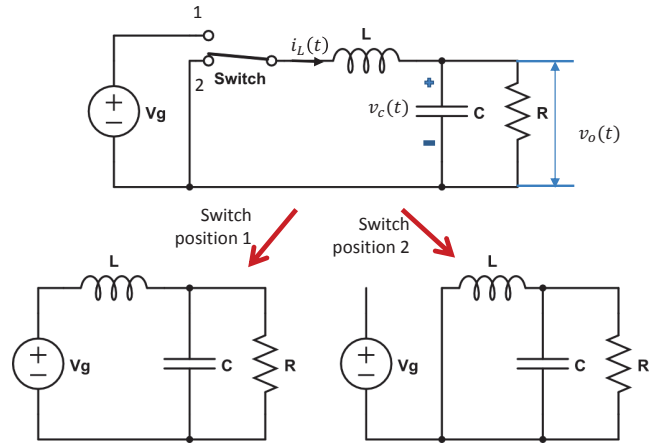 1
L
i_L(t)
2
Switch
+
−
Vg
+
v_c(t)
−
C
R
v_o(t)
Switch
position 1
Switch
position 2
L
+
−
Vg
C
R
L
+
−
Vg
C
R